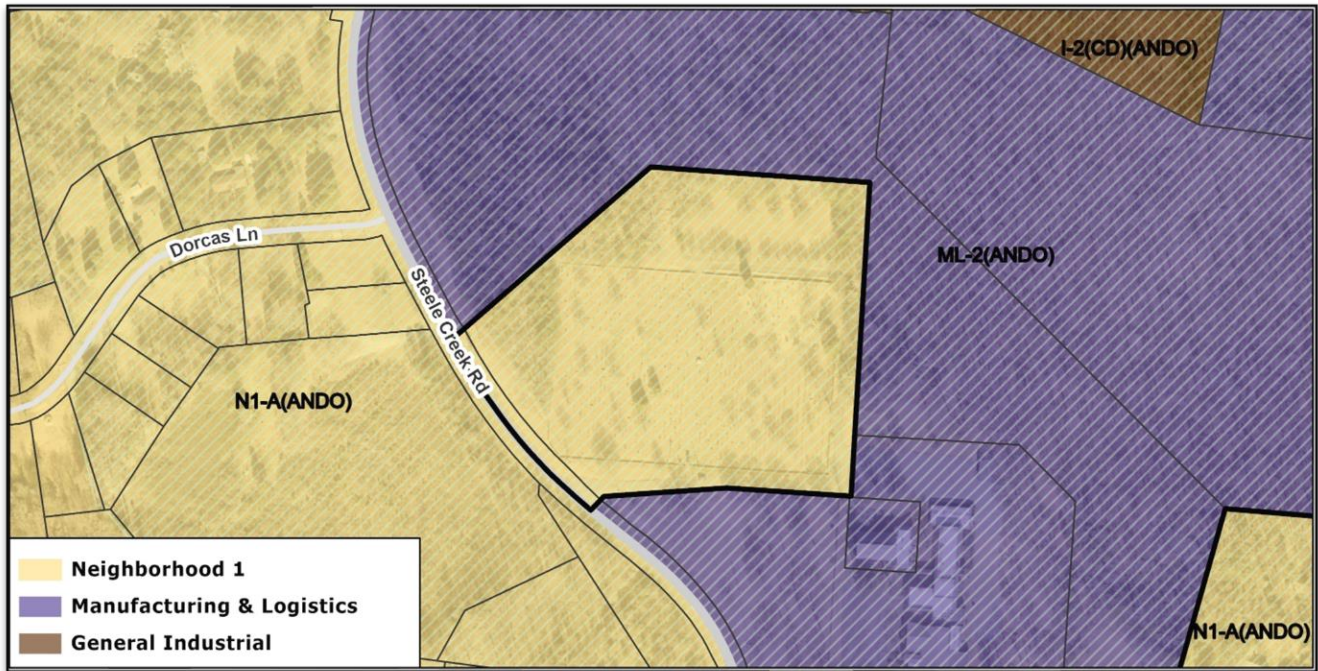 I-2(CD)(ANDO)
Dorcas Ln
ML-2(ANDO)
Steele Creek Rd
N1-A(ANDO)
Neighborhood 1
Manufacturing & Logistics
General Industrial
N1-A(ANDO)